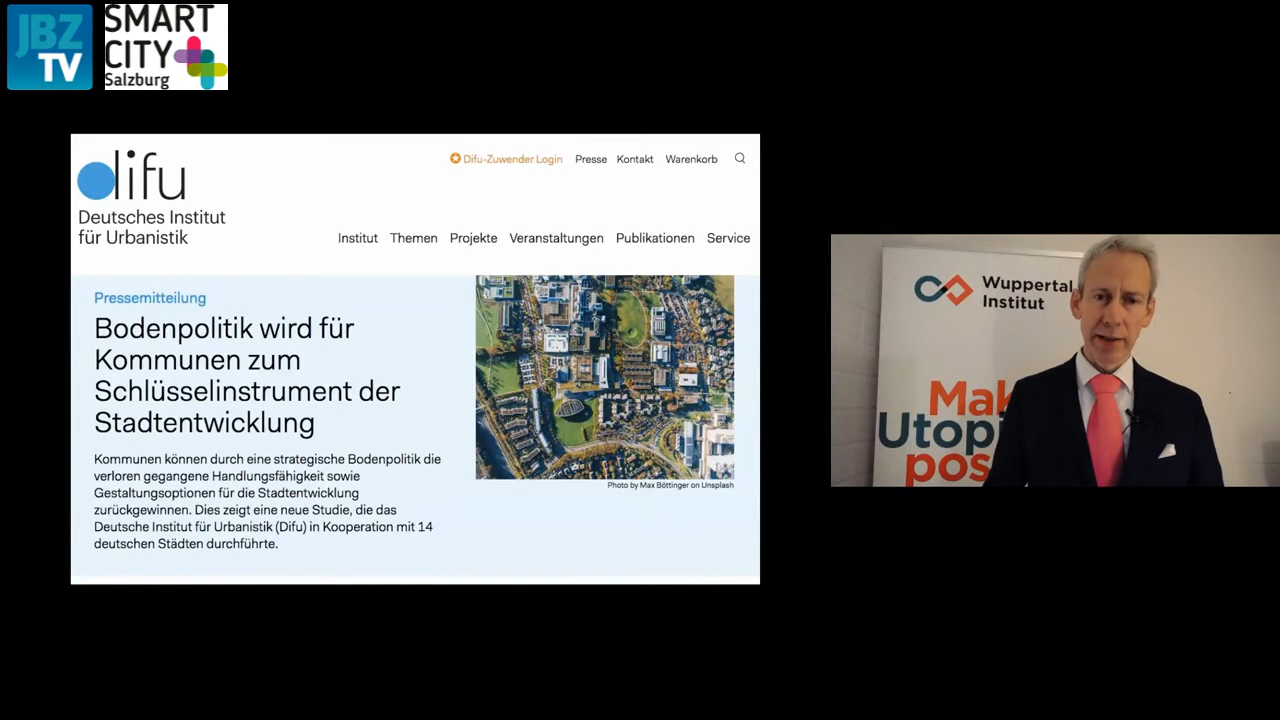 JBZ
TV
SMART
CITY
Salzburg
difu
Deutsches Institut
für Urbanistik
Difu-Zuwender Login Presse Kontakt Warenkorb
Institut Themen Projekte Veranstaltungen Publikationen Service
Pressemitteilung
Bodenpolitik wird für
Kommunen zum
Schlüsselinstrument der
Stadtentwicklung
Kommunen können durch eine strategische Bodenpolitik die
verloren gegangene Handlungsfähigkeit sowie
Gestaltungsoptionen für die Stadtentwicklung
zurückgewinnen. Dies zeigt eine neue Studie, die das
Deutsche Institut für Urbanistik (Difu) in Kooperation mit 14
deutschen Städten durchführte.
Photo by Max Böttinger on Unsplash
Wuppertal
Institut
Mak
Utopi
pos